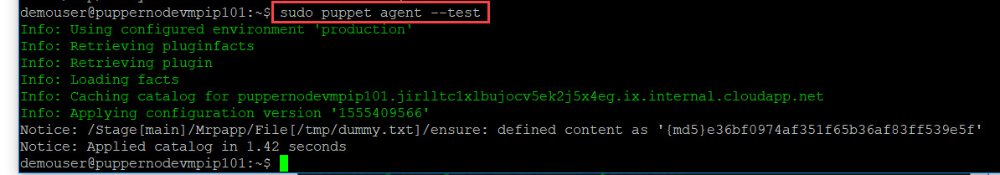 demouser@puppernodevmpip101:~$ sudo puppet agent --test
Info: Using configured environment 'production'
Info: Retrieving pluginfacts
Info: Retrieving plugin
Info: Loading facts
Info: Caching catalog for puppernodevmpip101.jirlltc1xlbujocv5ek2j5x4eg.ix.internal.cloudapp.net
Info: Applying configuration version '1555409566'
Notice: /Stage[main]/Mrpapp/File[/tmp/dummy.txt]/ensure: defined content as '{md5}e36bf0974af351f65b36af83ff539e5f'
Notice: Applied catalog in 1.42 seconds
demouser@puppernodevmpip101:~$